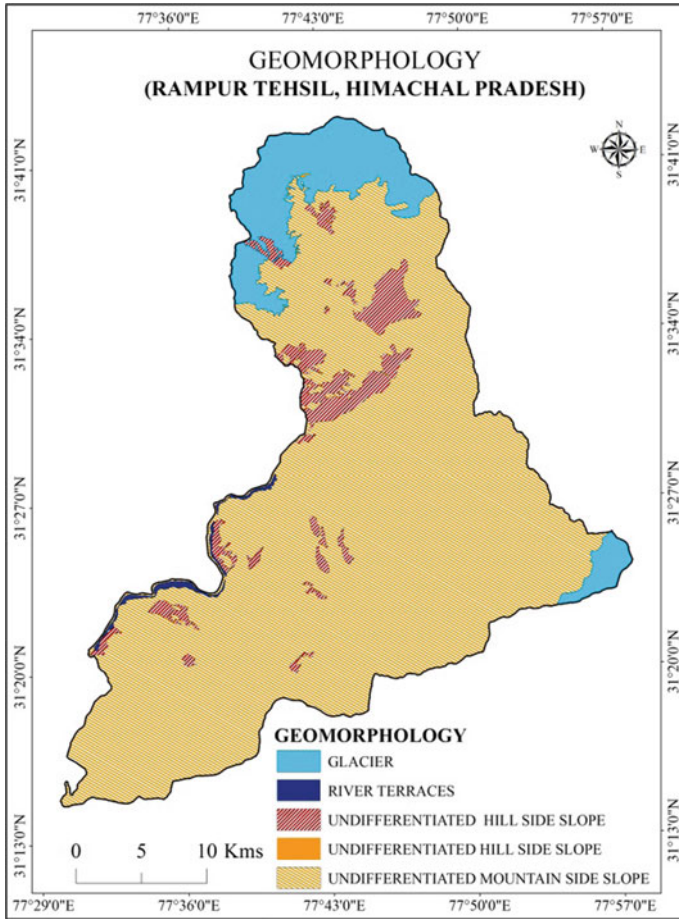 77°36'0"E 77°43'0"E 77°50'0"E 77°57'0"E
GEOMORPHOLOGY
(RAMPUR TEHSIL, HIMACHAL PRADESH)
N
W E
S
31°41'0"N 31°41'0"N
31°34'0"N 31°34'0"N
31°27'0"N 31°27'0"N
31°20'0"N 31°20'0"N
31°13'0"N 31°13'0"N
GEOMORPHOLOGY
GLACIER
RIVER TERRACES
UNDIFFERENTIATED HILL SIDE SLOPE
UNDIFFERENTIATED HILL SIDE SLOPE
UNDIFFERENTIATED MOUNTAIN SIDE SLOPE
0 5 10 Kms
77°29'0"E 77°36'0"E 77°43'0"E 77°50'0"E 77°57'0"E